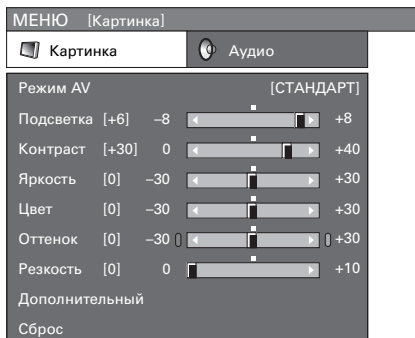 МЕНЮ [Картинка]
Картинка Аудио
Режим AV [СТАНДАРТ]
Подсветка [+6] –8 +8
Контраст [+30] 0 +40
Яркость [0] –30 +30
Цвет [0] –30 +30
Оттенок [0] –30 +30
Резкость [0] 0 +10
Дополнительный
Сброс